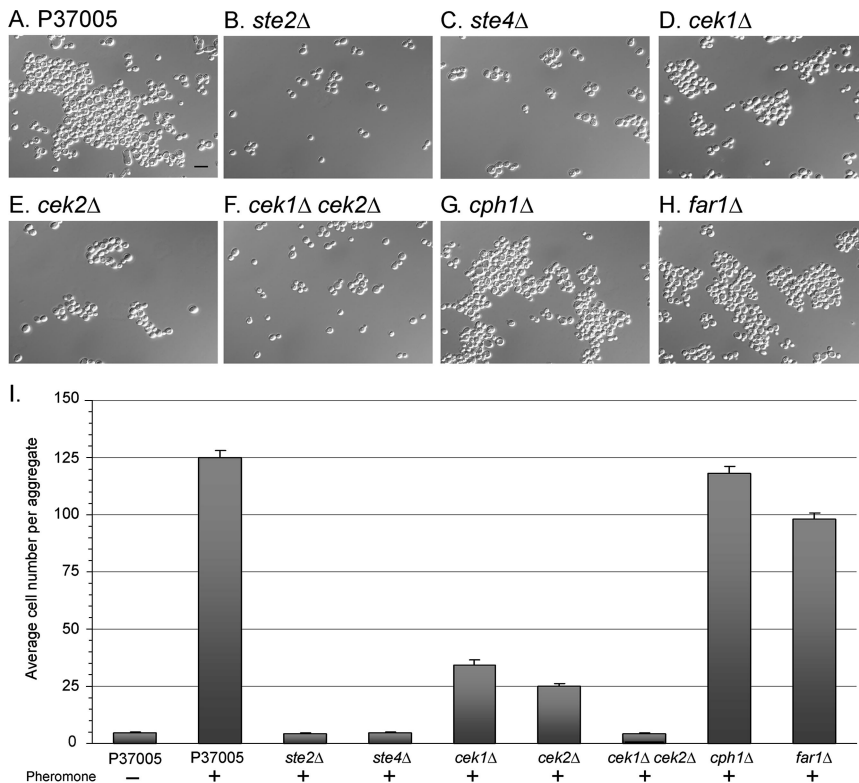 A. P37005
B. ste2Δ
C. ste4Δ
D. cek1Δ
E. cek2Δ
F. cek1Δ cek2Δ
G. cph1Δ
H. far1Δ
I.
Average cell number per aggregate
150
125
100
75
50
25
0
P37005 P37005 ste2Δ ste4Δ cek1Δ cek2Δ cek1Δ cek2Δ cph1Δ far1Δ
Pheromone − + + + + + + + +